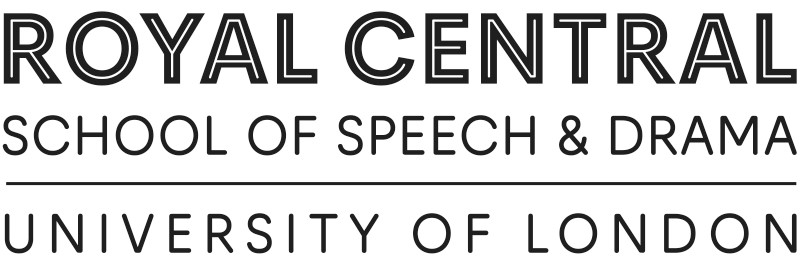 ROYAL CENTRAL
SCHOOL OF SPEECH & DRAMA
UNIVERSITY OF LONDON